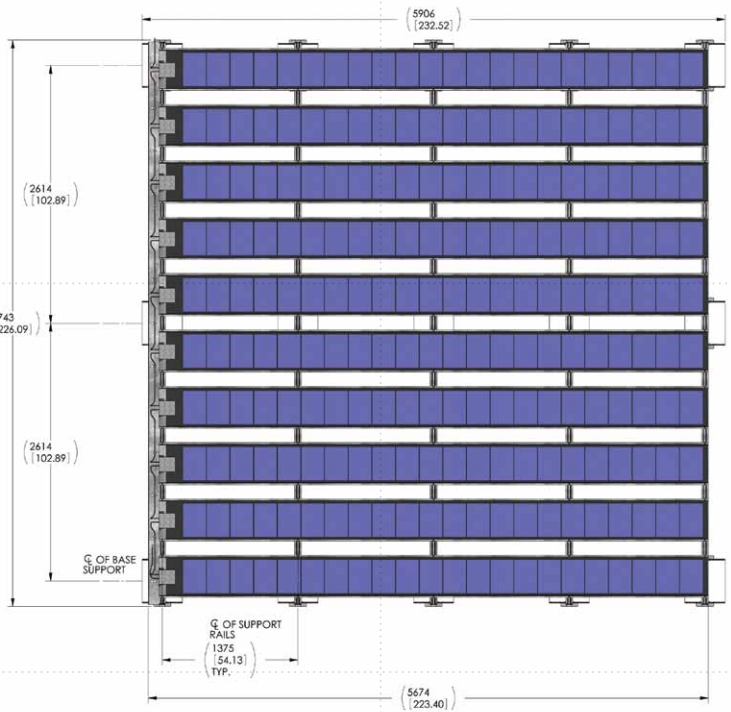 (5906
[232.52])
(2614
[102.89])
743
226.09])
(2614
[102.89])
℄ OF BASE
SUPPORT
℄ OF SUPPORT
RAILS
(1375
[54.13]
TYP.)
(5674
[223.40])